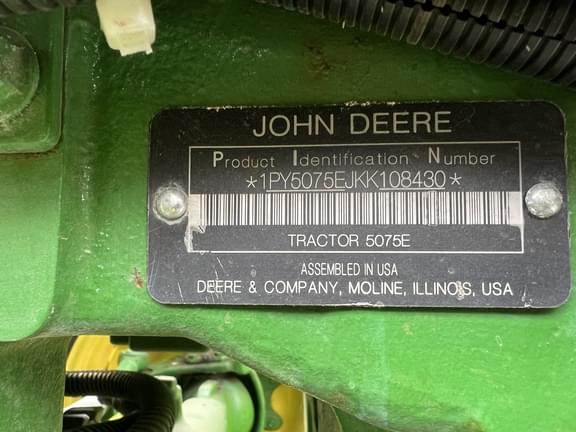 JOHN DEERE
Product Identification Number
*1PY5075EJKK108430*
TRACTOR 5075E
ASSEMBLED IN USA
DEERE & COMPANY, MOLINE, ILLINOIS, USA